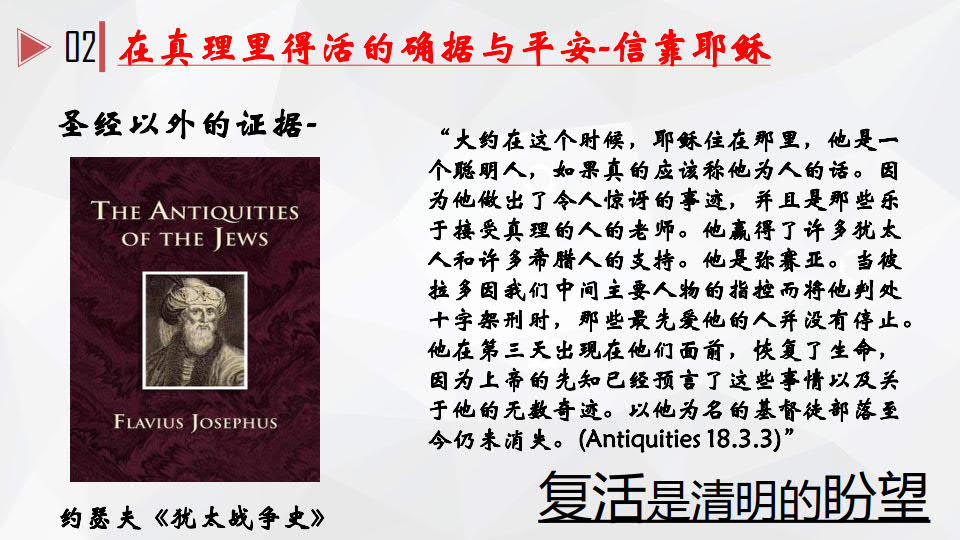 02 在真理里得活的确据与平安-信靠耶稣
圣经以外的证据-
THE ANTIQUITIES
OF THE JEWS
FLAVIUS JOSEPHUS
约瑟夫《犹太战争史》
“大约在这个时候，耶稣住在那里，他是一
个聪明人，如果真的应该称他为人的话。因
为他做出了令人惊讶的事迹，并且是那些乐
于接受真理的人的老师。他赢得了许多犹太
人和许多希腊人的支持。他是弥赛亚。当彼
拉多因我们中间主要人物的指控而将他判处
十字架刑时，那些最先爱他的人并没有停止。
他在第三天出现在他们面前，恢复了生命，
因为上帝的先知已经预言了这些事情以及关
于他的无数奇迹。以他为名的基督徒部落至
今仍未消失。(Antiquities 18.3.3)”
复活是清明的盼望